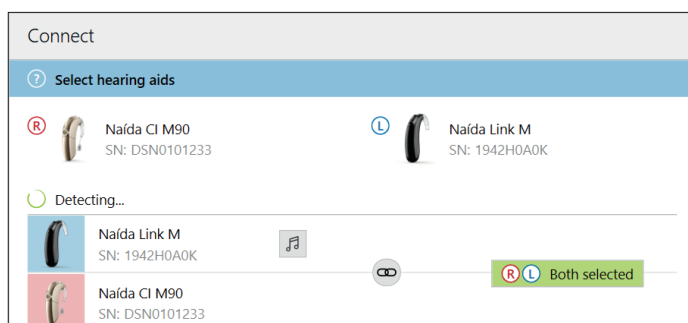 Connect
? Select hearing aids
R Naída CI M90 L Naída Link M
SN: DSN0101233 SN: 1942H0A0K
Detecting...
Naída Link M
SN: 1942H0A0K
R L Both selected
Naída CI M90
SN: DSN0101233